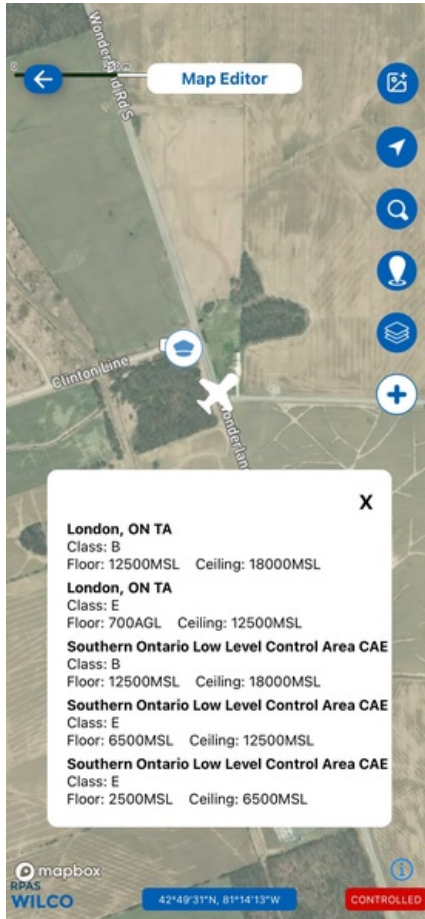 Wonderland Rd S
Map Editor
Clinton Line
X
London, ON TA
Class: B
Floor: 12500MSL Ceiling: 18000MSL
London, ON TA
Class: E
Floor: 700AGL Ceiling: 12500MSL
Southern Ontario Low Level Control Area CAE
Class: B
Floor: 12500MSL Ceiling: 18000MSL
Southern Ontario Low Level Control Area CAE
Class: E
Floor: 6500MSL Ceiling: 12500MSL
Southern Ontario Low Level Control Area CAE
Class: E
Floor: 2500MSL Ceiling: 6500MSL
mapbox
RPAS
WILCO
42°49'31"N, 81°14'13"W
CONTROLLED